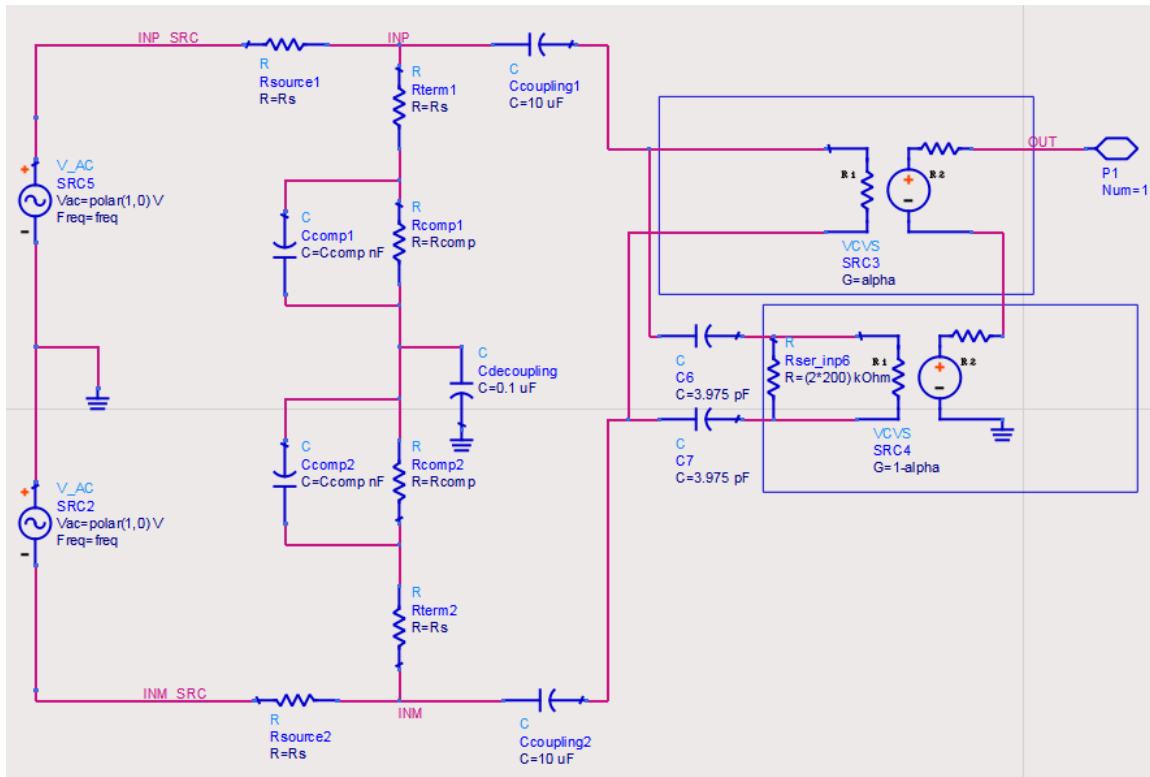 INP_SRC
R
Rsource1
R=Rs
INP
R
Rterm1
R=Rs
C
Ccoupling1
C=10 uF
+
V_AC
SRC5
Vac=polar(1,0) V
Freq=freq
-
C
Ccomp1
C=Ccomp nF
R
Rcomp1
R=Rcomp
R1
+
-
R2
OUT
P1
Num=1
VCVS
SRC3
G=alpha
C
Cdecoupling
C=0.1 uF
C
C6
C=3.975 pF
R
Rser_inp6
R=(2*200) kOhm
R1
+
-
R2
C
C7
C=3.975 pF
VCVS
SRC4
G=1-alpha
C
Ccomp2
C=Ccomp nF
R
Rcomp2
R=Rcomp
+
V_AC
SRC2
Vac=polar(1,0) V
Freq=freq
-
R
Rterm2
R=Rs
INM_SRC
R
Rsource2
R=Rs
INM
C
Ccoupling2
C=10 uF